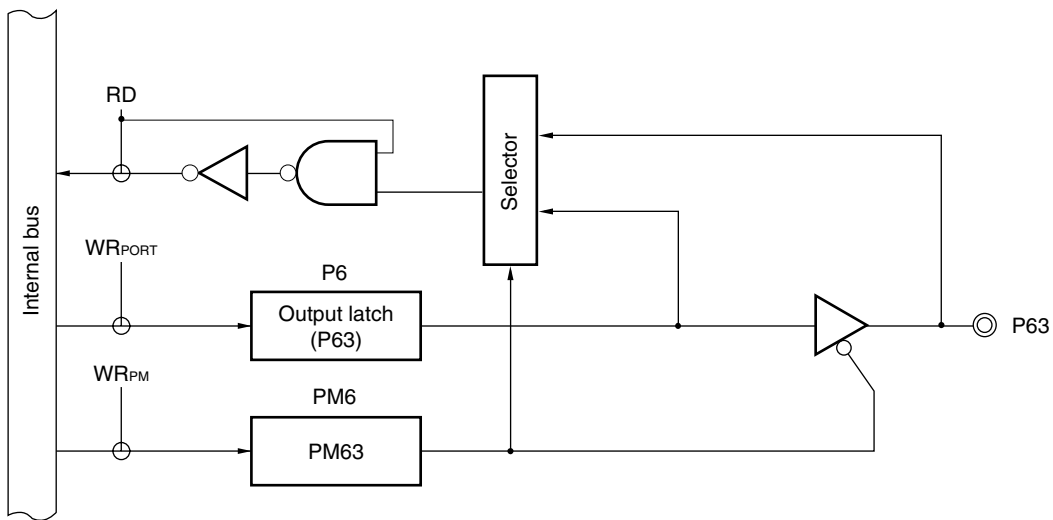 RD
Selector
Internal bus
WRPORT
P6
Output latch
(P63)
P63
WRPM
PM6
PM63